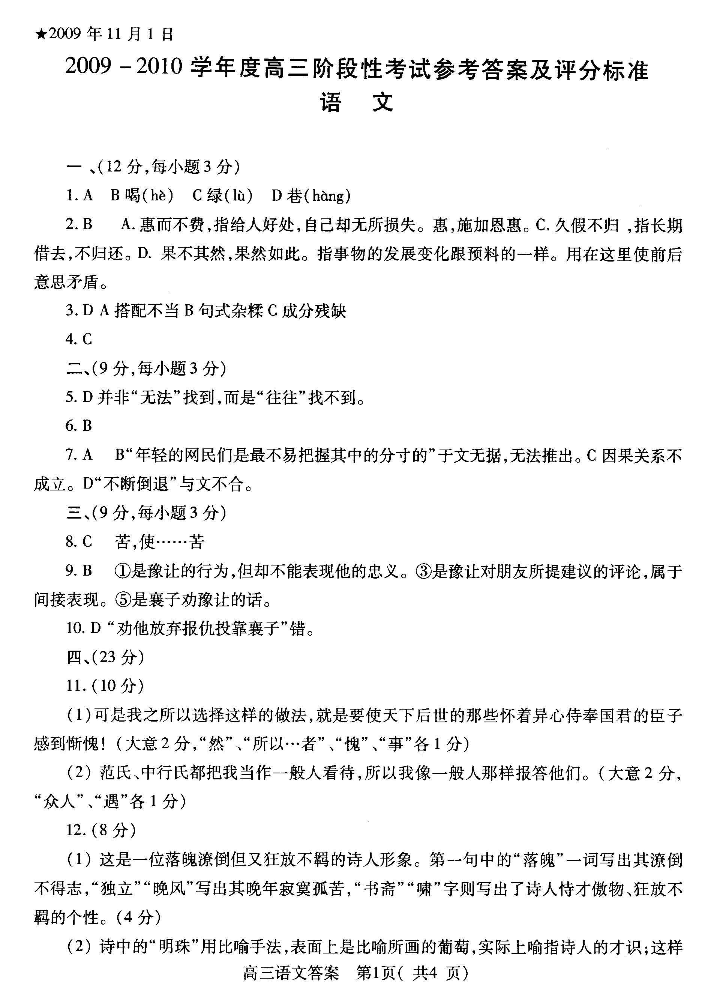 ★2009 年 11 月 1 日
2009－2010 学年度高三阶段性考试参考答案及评分标准
语 文
一、(12 分,每小题 3 分)
1. A B 喝(hè) C 绿(lù) D 巷(hàng)
2. B A. 惠而不费,指给人好处,自己却无所损失。惠,施加恩惠。C. 久假不归 ,指长期
借去,不归还。D. 果不其然,果然如此。指事物的发展变化跟预料的一样。用在这里使前后
意思矛盾。
3. D A 搭配不当 B 句式杂糅 C 成分残缺
4. C
二、(9 分,每小题 3 分)
5. D 并非“无法”找到,而是“往往”找不到。
6. B
7. A B“年轻的网民们是最不易把握其中的分寸的”于文无据,无法推出。C 因果关系不
成立。D“不断倒退”与文不合。
三、(9 分,每小题 3 分)
8. C 苦,使……苦
9. B ①是豫让的行为,但却不能表现他的忠义。③是豫让对朋友所提建议的评论,属于
间接表现。⑤是襄子劝豫让的话。
10. D “劝他放弃报仇投靠襄子”错。
四、(23 分)
11. (10 分)
(1)可是我之所以选择这样的做法,就是要使天下后世的那些怀着异心侍奉国君的臣子
感到惭愧! (大意 2 分,“然”、“所以…者”、“愧”、“事”各 1 分)
(2) 范氏、中行氏都把我当作一般人看待,所以我像一般人那样报答他们。(大意 2 分,
“众人”、“遇”各 1 分)
12. (8 分)
(1) 这是一位落魄潦倒但又狂放不羁的诗人形象。第一句中的“落魄”一词写出其潦倒
不得志,“独立”“晚风”写出其晚年寂寞孤苦,“书斋”“啸”字则写出了诗人恃才傲物、狂放不
羁的个性。(4 分)
(2) 诗中的“明珠”用比喻手法,表面上是比喻所画的葡萄,实际上喻指诗人的才识;这样
高三语文答案 第1页( 共4 页)